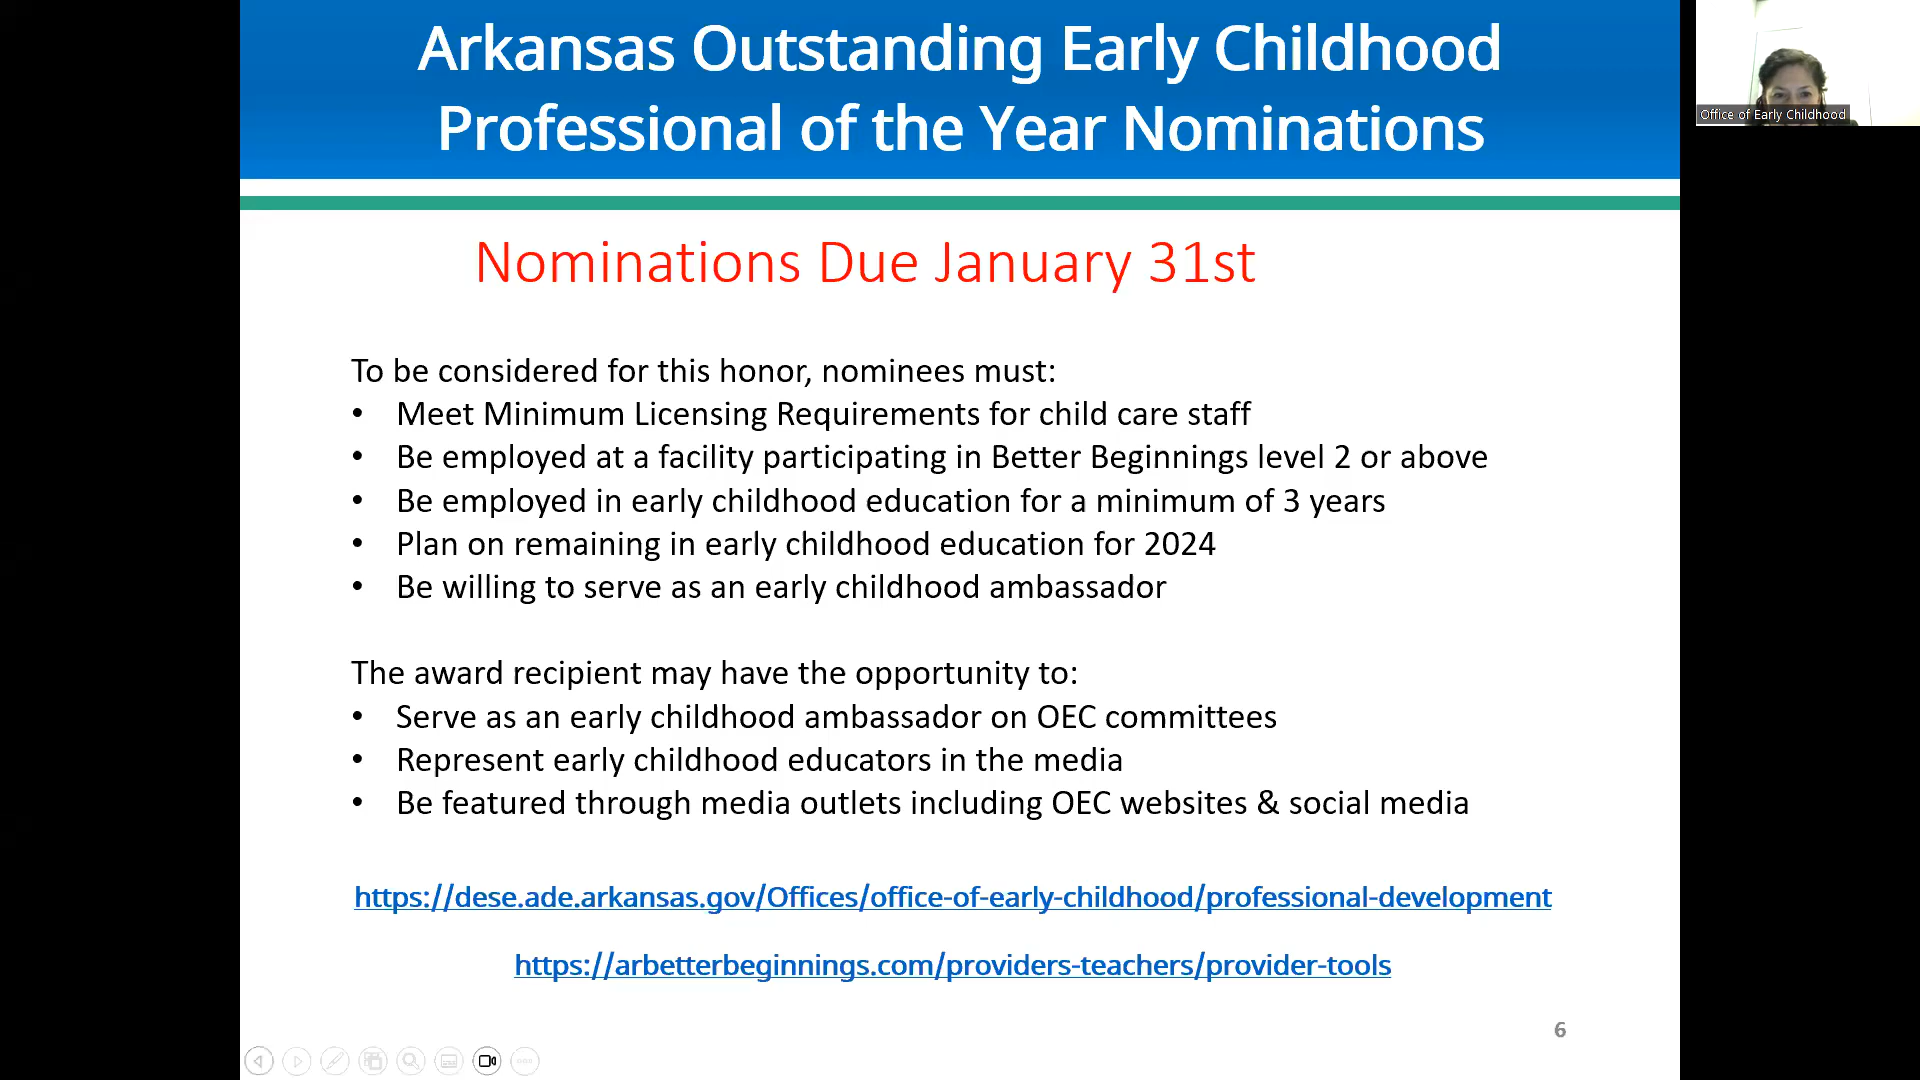 Arkansas Outstanding Early Childhood
Professional of the Year Nominations
Office of Early Childhood
Nominations Due January 31st
To be considered for this honor, nominees must:
• Meet Minimum Licensing Requirements for child care staff
• Be employed at a facility participating in Better Beginnings level 2 or above
• Be employed in early childhood education for a minimum of 3 years
• Plan on remaining in early childhood education for 2024
• Be willing to serve as an early childhood ambassador
The award recipient may have the opportunity to:
• Serve as an early childhood ambassador on OEC committees
• Represent early childhood educators in the media
• Be featured through media outlets including OEC websites & social media
https://dese.ade.arkansas.gov/Offices/office-of-early-childhood/professional-development
https://arbetterbeginnings.com/providers-teachers/provider-tools
6